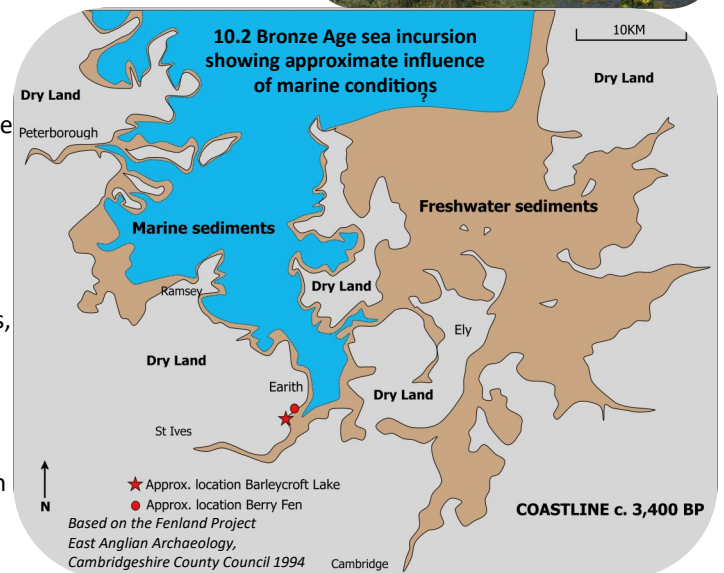 10.2 Bronze Age sea incursion
showing approximate influence
of marine conditions
?
10KM
Dry Land
Dry Land
Peterborough
Marine sediments
Freshwater sediments
Dry Land
Ramsey
Ely
Dry Land
Earith
Dry Land
St Ives
Approx. location Barleycroft Lake
Approx. location Berry Fen
N
Based on the Fenland Project
East Anglian Archaeology,
Cambridgeshire County Council 1994
COASTLINE c. 3,400 BP
Cambridge